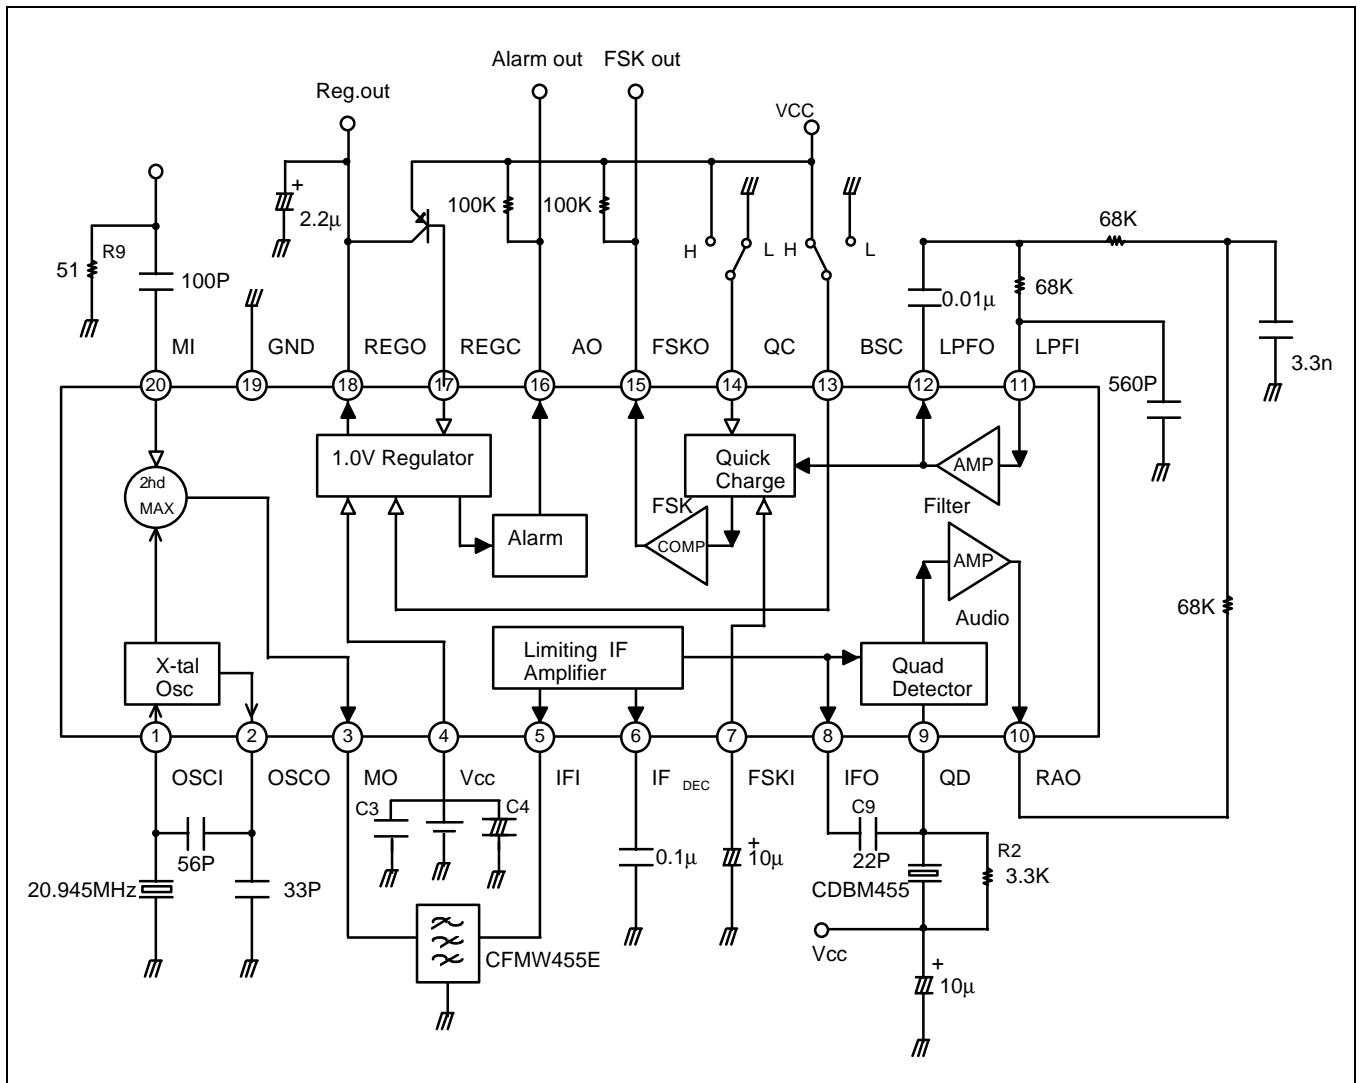 Alarm out
FSK out
Reg.out
VCC
+
2.2μ
100K
100K
H
L
H
L
68K
R9
51
100P
0.01μ
68K
3.3n
560P
MI
GND
REGO
REGC
AO
FSKO
QC
BSC
LPFO
LPFI
20
19
18
17
16
15
14
13
12
11
1.0V Regulator
Quick
Charge
AMP
Filter
2hd
MAX
FSK
COMP
Alarm
AMP
Audio
68K
X-tal
Osc
Limiting IF
Amplifier
Quad
Detector
1
2
3
4
5
6
7
8
9
10
OSCI
OSCO
MO
Vcc
IFI
IF DEC
FSKI
IFO
QD
RAO
C3
C4
C9
56P
0.1μ
+
10μ
22P
R2
3.3K
20.945MHz
33P
CDBM455
Vcc
CFMW455E
+
10μ